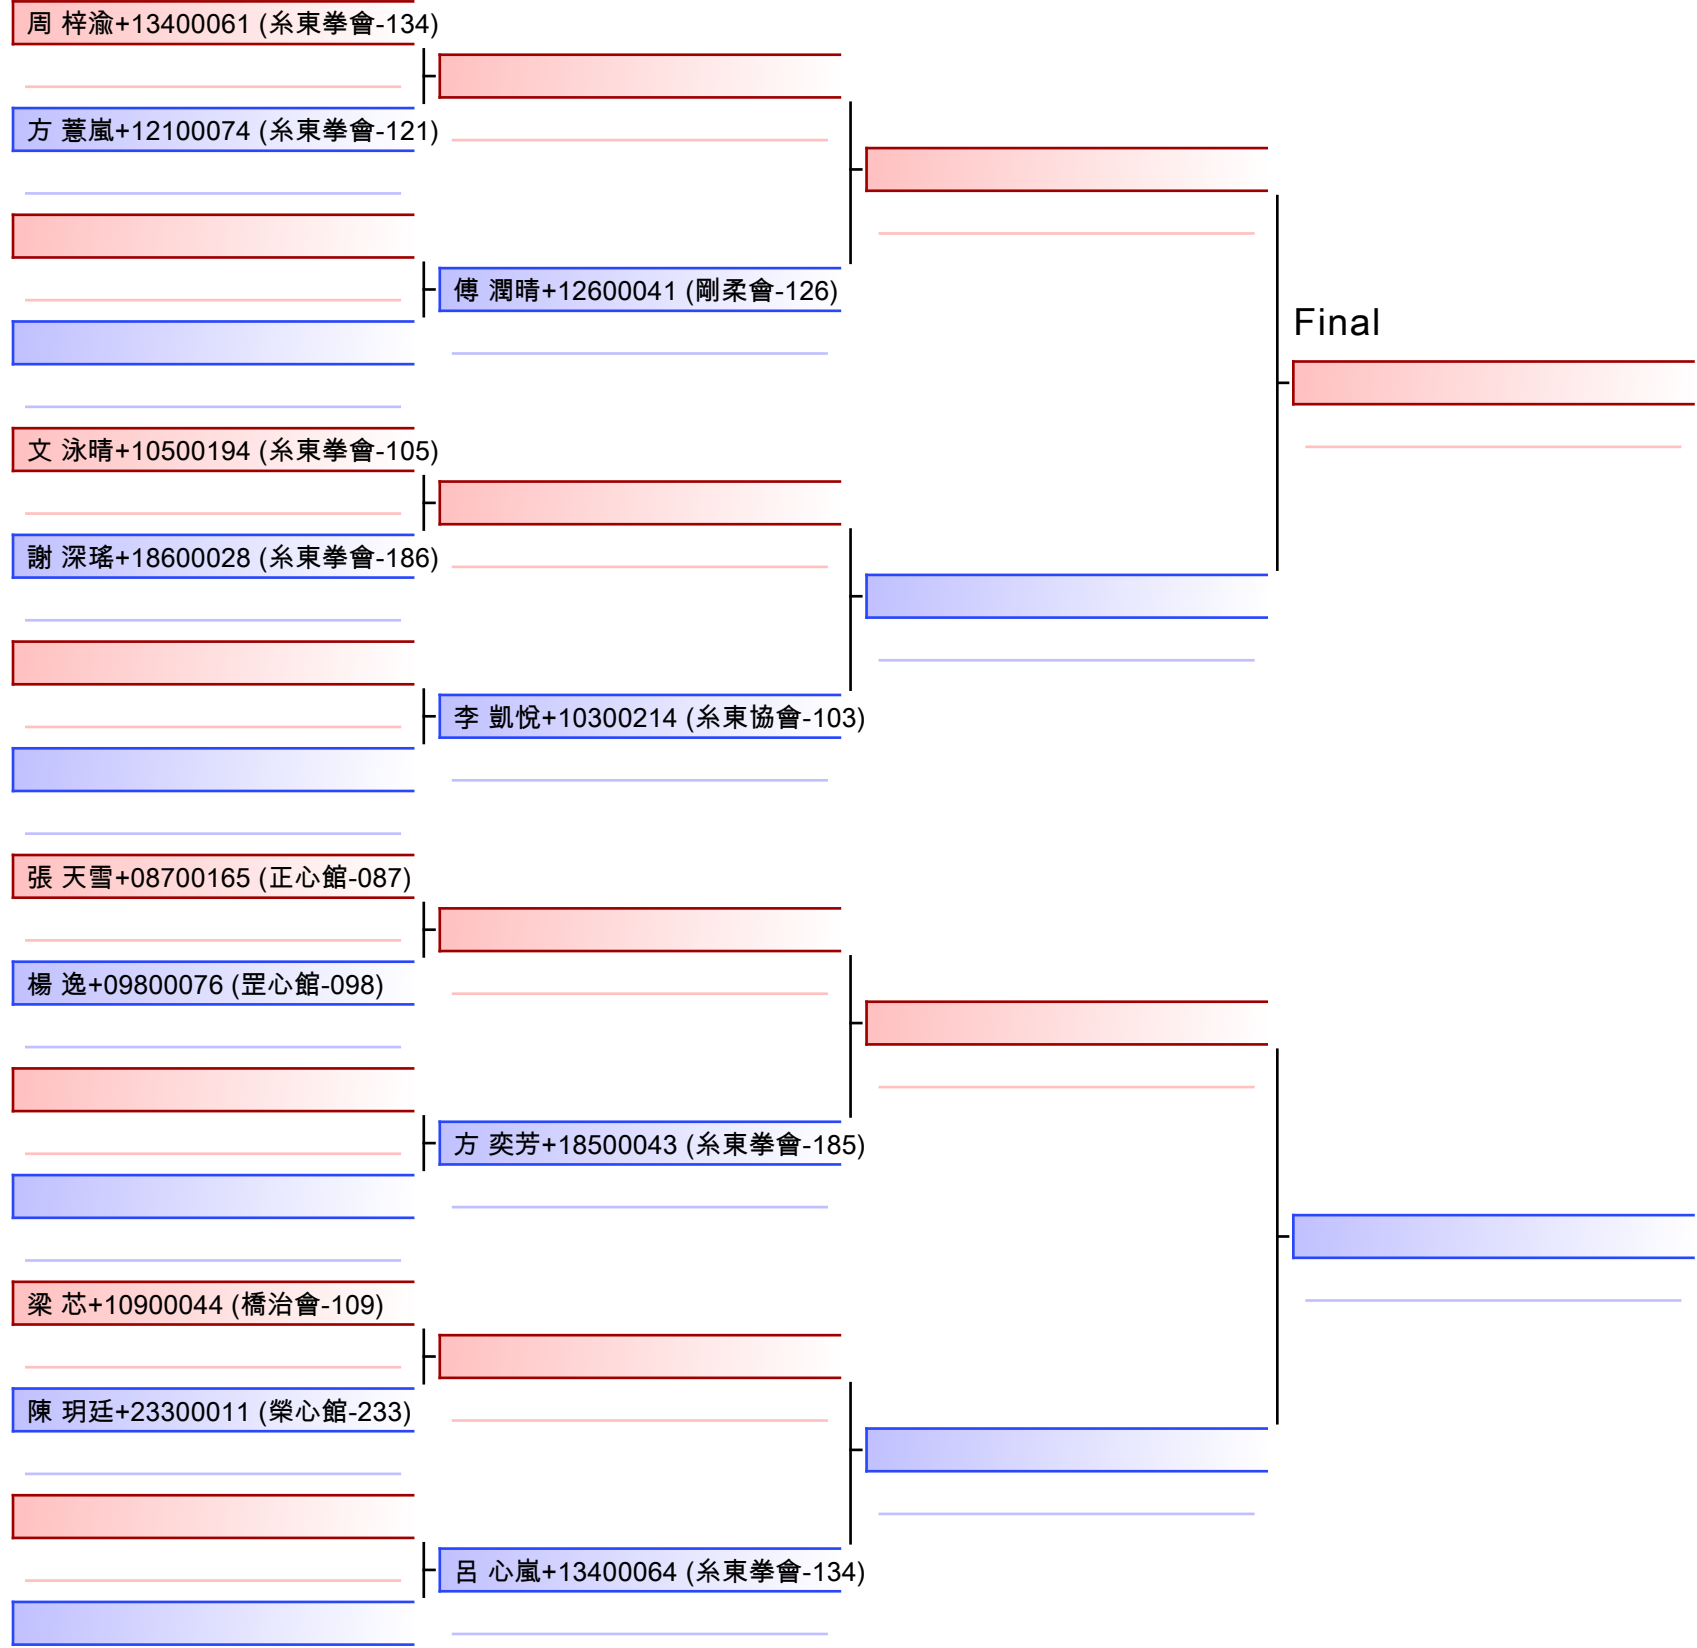 周 梓渝+13400061 (糸東拳會-134)
方 薏嵐+12100074 (糸東拳會-121)
傅 潤晴+12600041 (剛柔會-126)
Final
文 泳晴+10500194 (糸東拳會-105)
謝 深瑤+18600028 (糸東拳會-186)
李 凱悅+10300214 (糸東協會-103)
張 天雪+08700165 (正心館-087)
楊 逸+09800076 (罡心館-098)
方 奕芳+18500043 (糸東拳會-185)
梁 芯+10900044 (橋治會-109)
陳 玥廷+23300011 (榮心館-233)
呂 心嵐+13400064 (糸東拳會-134)